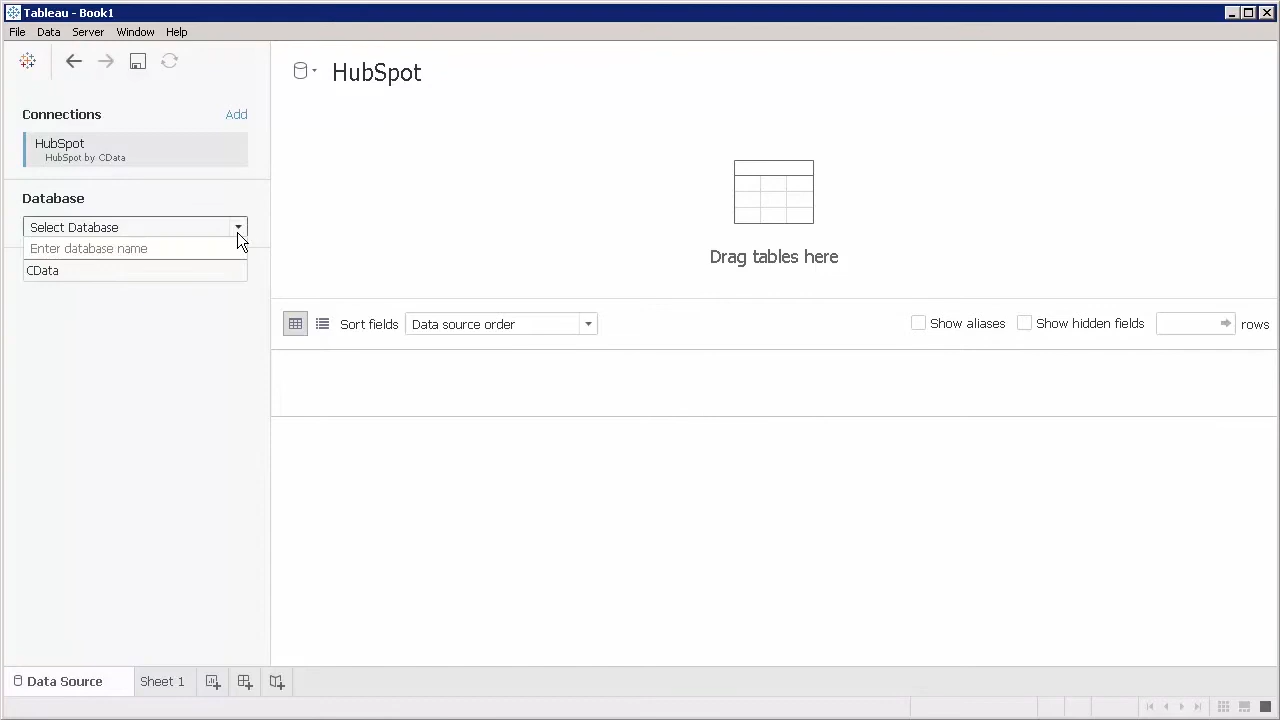 Tableau - Book1
File Data Server Window Help
HubSpot
Connections Add
HubSpot
HubSpot by CData
Database
Select Database
Enter database name
CData
Drag tables here
Sort fields Data source order Show aliases Show hidden fields rows
Data Source Sheet 1